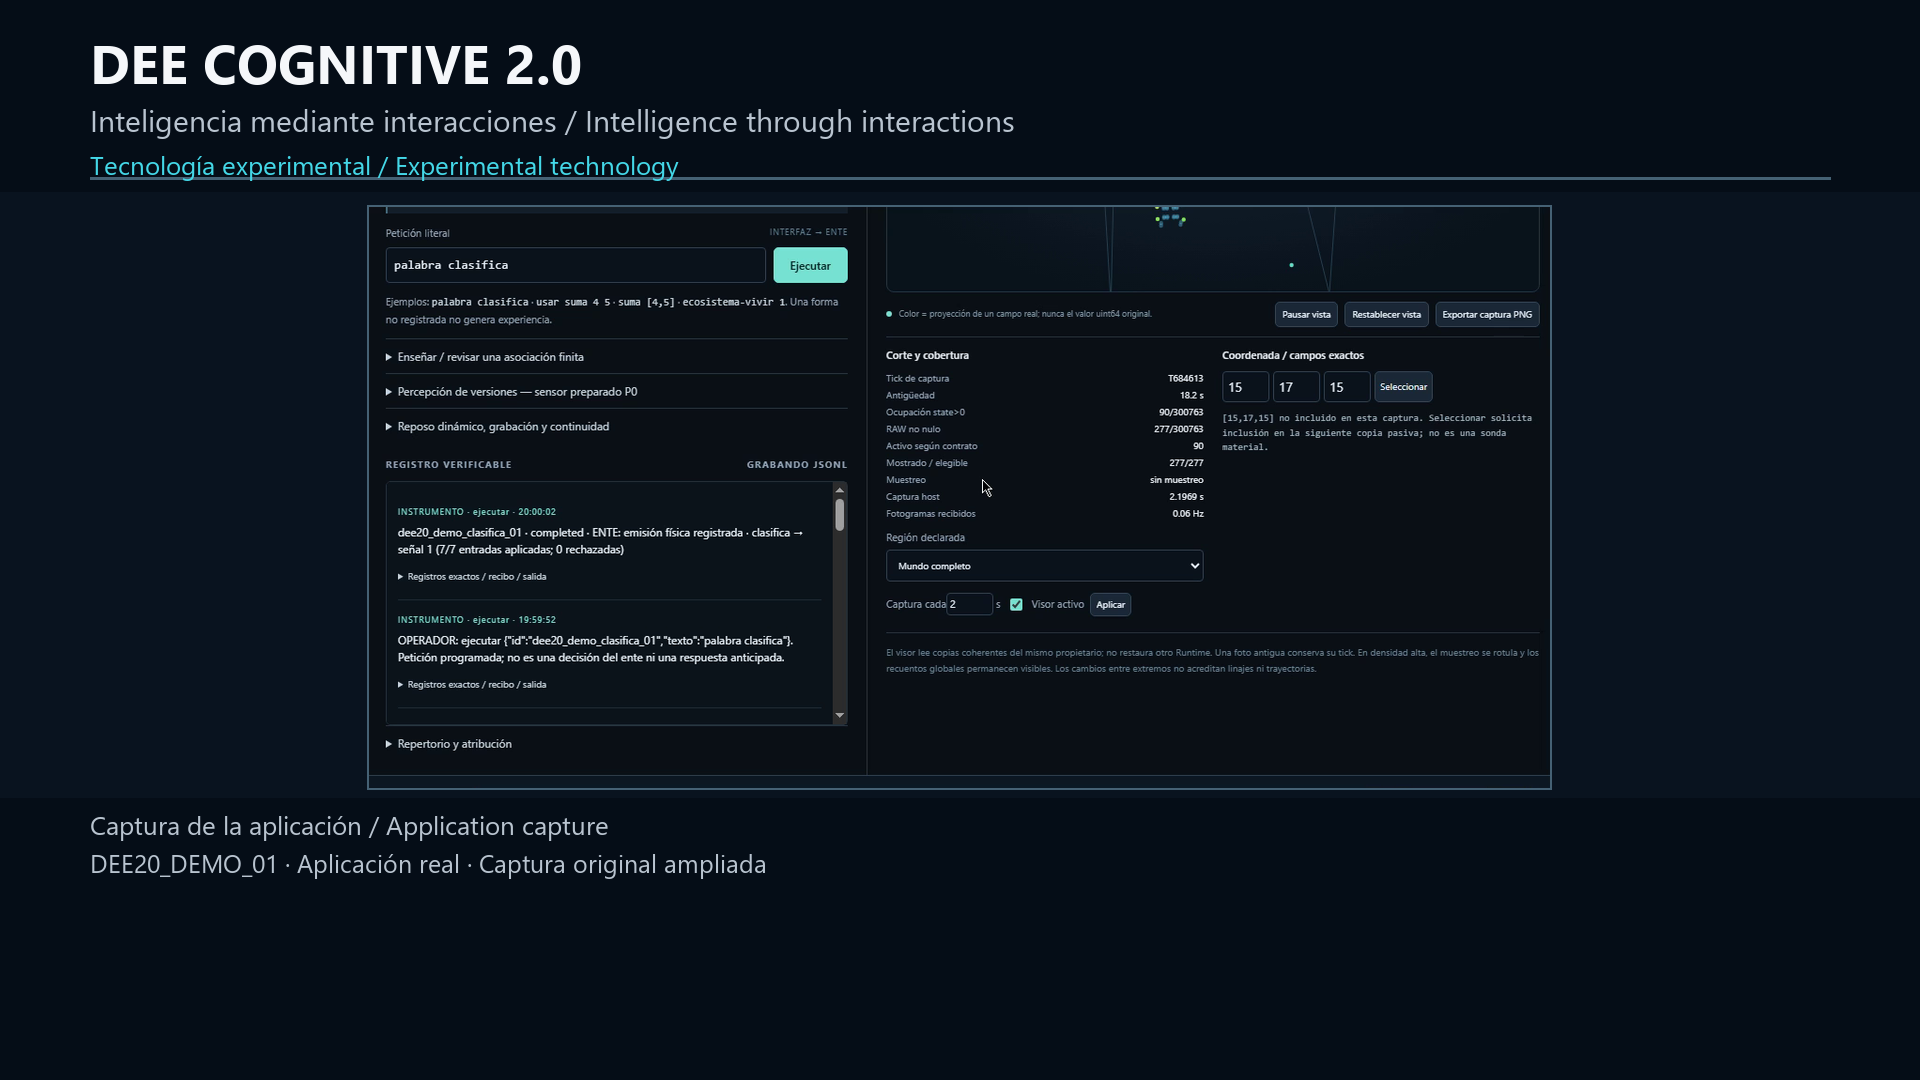 DEE COGNITIVE 2.0
Inteligencia mediante interacciones / Intelligence through interactions
Tecnología experimental / Experimental technology
Petición literal
INTERFAZ → ENTE
palabra clasifica
Ejecutar
Ejemplos: palabra clasifica · usar suma 4 5 · suma [4,5] · ecosistema-vivir 1. Una forma
no registrada no genera experiencia.
▶ Enseñar / revisar una asociación finita
▶ Percepción de versiones — sensor preparado P0
▶ Reposo dinámico, grabación y continuidad
REGISTRO VERIFICABLE
GRABANDO JSONL
INSTRUMENTO · ejecutar · 20:00:02
dee20_demo_clasifica_01 · completed · ENTE: emisión física registrada · clasifica →
señal 1 (7/7 entradas aplicadas; 0 rechazadas)
▶ Registros exactos / recibo / salida
INSTRUMENTO · ejecutar · 19:59:52
OPERADOR: ejecutar {"id":"dee20_demo_clasifica_01","texto":"palabra clasifica"}.
Petición programada; no es una decisión del ente ni una respuesta anticipada.
▶ Registros exactos / recibo / salida
▶ Repertorio y atribución
Color = proyección de un campo real; nunca el valor uint64 original.
Pausar vista
Restablecer vista
Exportar captura PNG
Corte y cobertura
Tick de captura T684613
Antigüedad 18.2 s
Ocupación state>0 90/300763
RAW no nulo 277/300763
Activo según contrato 90
Mostrado / elegible 277/277
Muestreo sin muestreo
Captura host 2.1969 s
Fotogramas recibidos 0.06 Hz
Región declarada
Mundo completo
Captura cada 2 s Visor activo Aplicar
Coordenada / campos exactos
15 17 15 Seleccionar
[15,17,15] no incluido en esta captura. Seleccionar solicita
inclusión en la siguiente copia pasiva; no es una sonda
material.
El visor lee copias coherentes del mismo propietario; no restaura otro Runtime. Una foto antigua conserva su tick. En densidad alta, el muestreo se rotula y los
recuentos globales permanecen visibles. Los cambios entre extremos no acreditan linajes ni trayectorias.
Captura de la aplicación / Application capture
DEE20_DEMO_01 · Aplicación real · Captura original ampliada